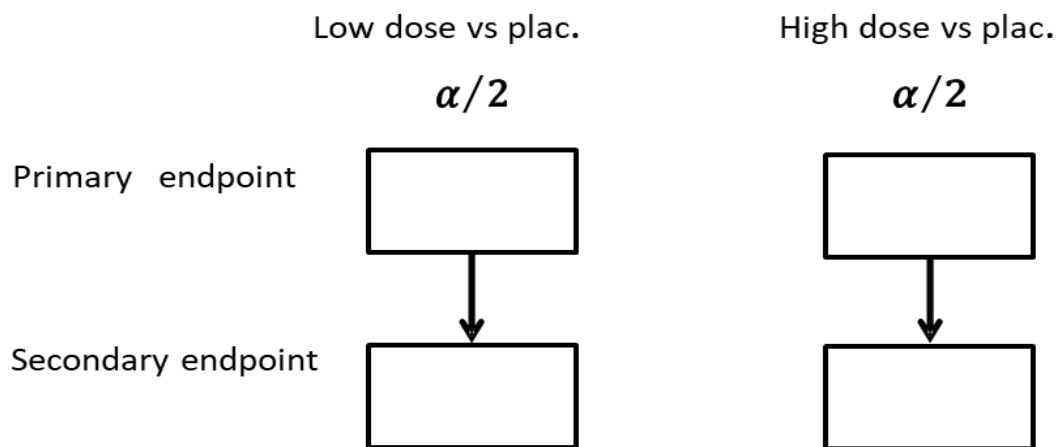 Low dose vs plac. High dose vs plac.
α/2 α/2
Primary endpoint
Secondary endpoint